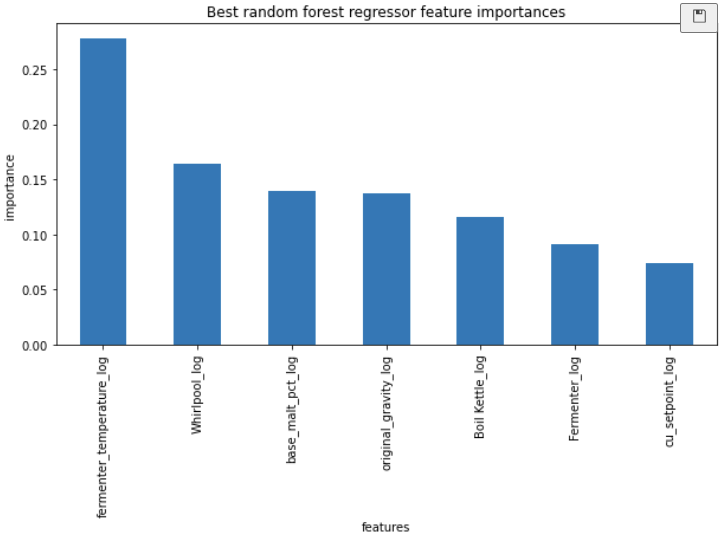 Best random forest regressor feature importances
importance
0.25
0.20
0.15
0.10
0.05
0.00
fermenter_temperature_log
Whirlpool_log
base_malt_pct_log
original_gravity_log
Boil Kettle_log
Fermenter_log
cu_setpoint_log
features